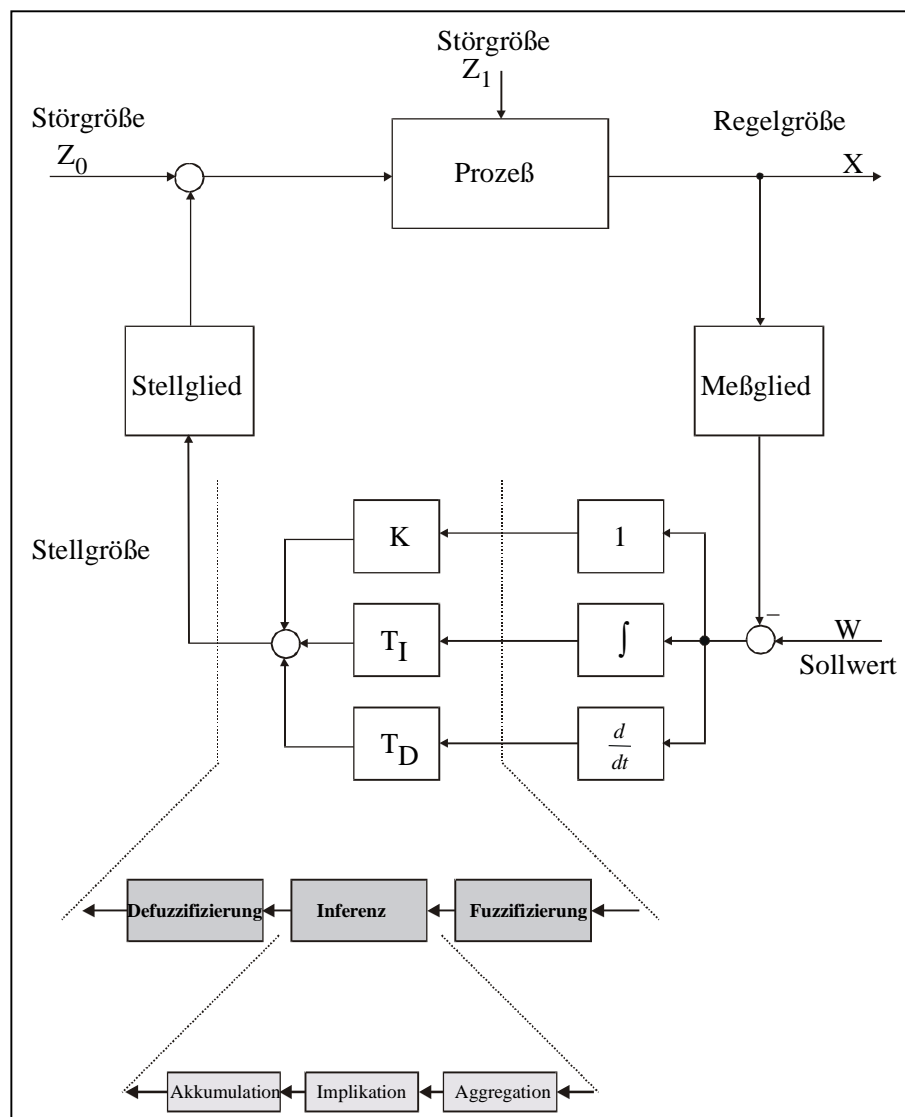 Störgröße
Z1
Störgröße
Z0
Prozeß
Regelgröße
X
Stellglied
Meßglied
Stellgröße
K
1
TI
∫
–
W
Sollwert
TD
d
dt
Defuzzifizierung
Inferenz
Fuzzifizierung
Akkumulation
Implikation
Aggregation